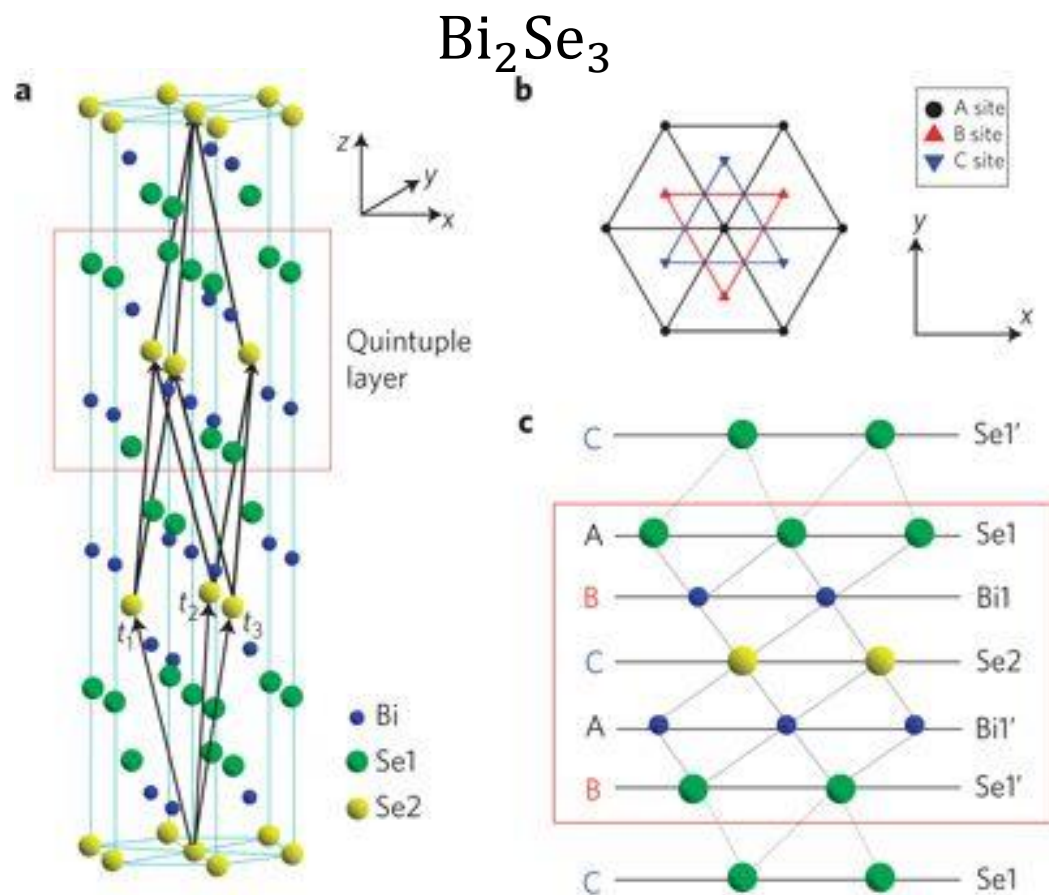 Bi₂Se₃
a
z
y
x
Quintuple
layer
t₁
t₂
t₃
Bi
Se1
Se2
b
A site
B site
C site
y
x
c
C Se1'
A Se1
B Bi1
C Se2
A Bi1'
B Se1'
C Se1